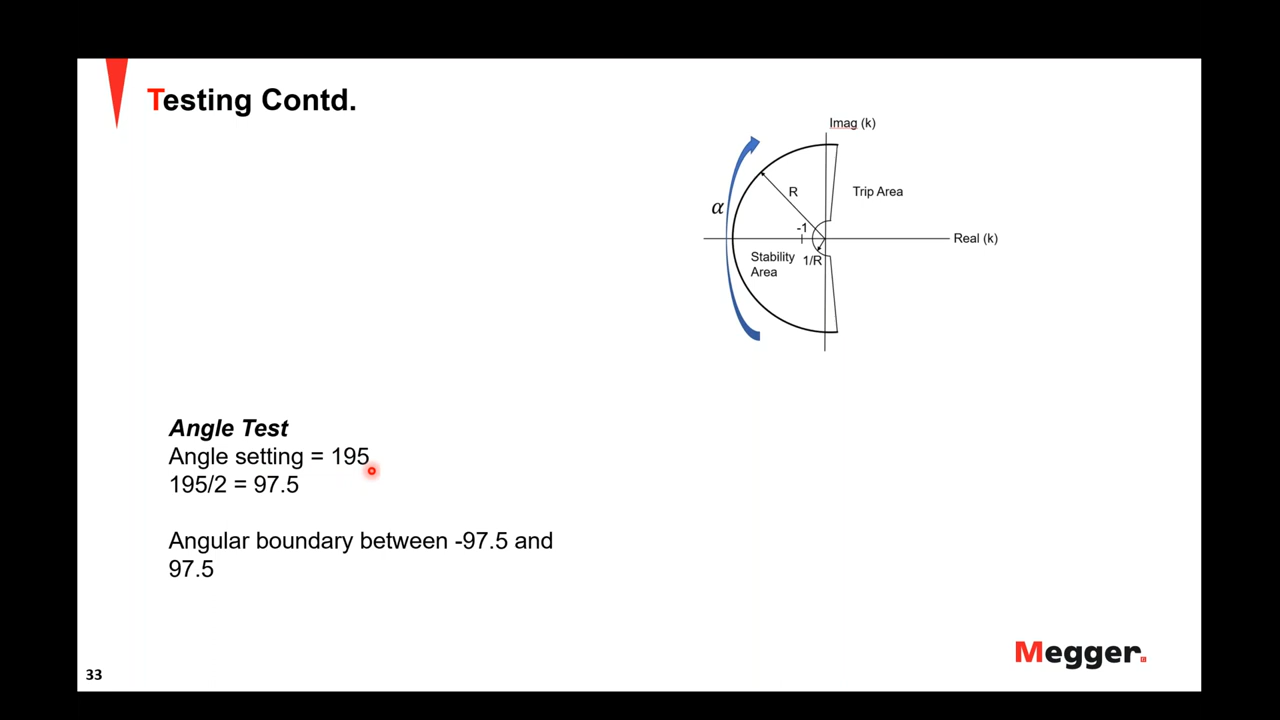 Testing Contd.
Imag (k)
R
Trip Area
α
-1
Real (k)
Stability
Area
1/R
Angle Test
Angle setting = 195
195/2 = 97.5
Angular boundary between -97.5 and
97.5
Megger.
33